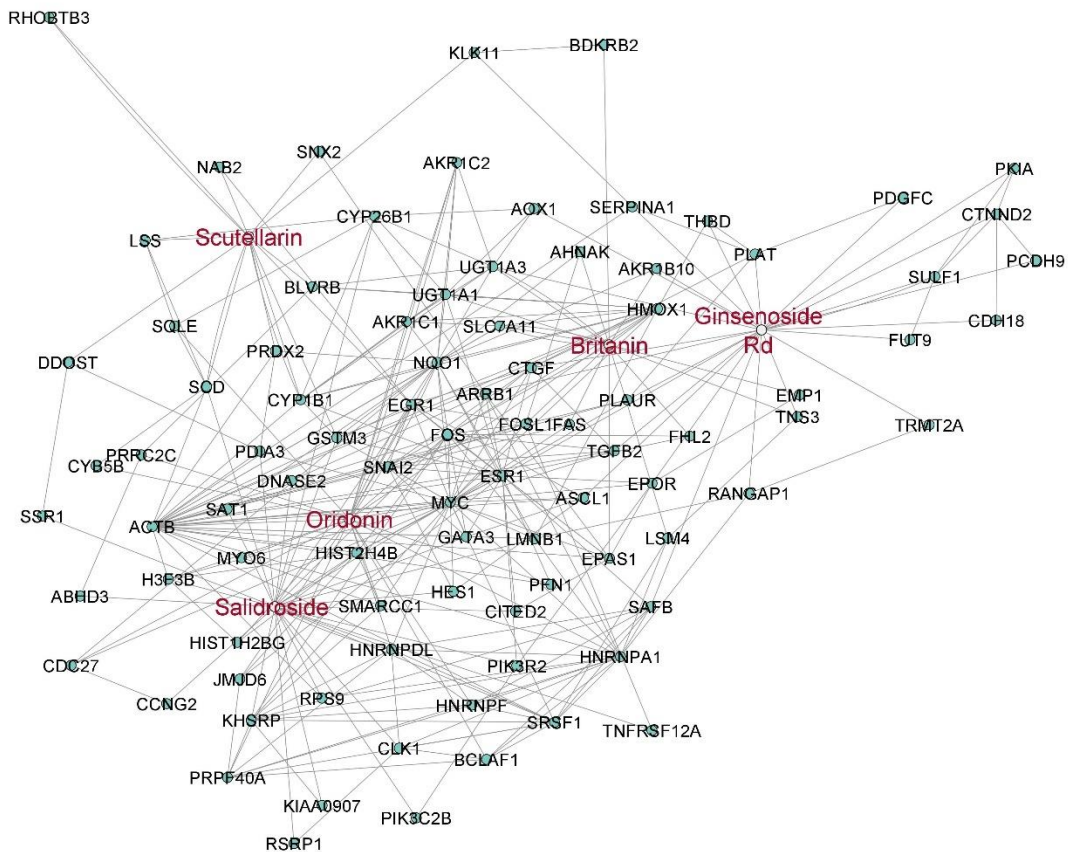 RHOBTB3
KLK11
BDKRB2
SNX2
NAB2
AKR1C2
PKIA
PDGFC
CYP26B1
AOX1
SERPINA1
CTNND2
THBD
LSS
Scutellarin
AHNAK
PLAT
PCDH9
UGT1A3
AKR1B10
SULF1
BLVRB
UGT1A1
HMOX1
Ginsenoside
Rd
AKR1C1
SLC7A11
CDH18
SQLE
FUT9
Britanin
PRDX2
DDOST
NQO1
CTGF
SOD
CYP1B1
ARRB1
EMP1
EGR1
PLAUR
TNS3
FOSL1
FAS
TRMT2A
GSTM3
FOS
FHL2
PRRC2C
PDIA3
TGFB2
CYB5B
SNAI2
DNASE2
ESR1
EPOR
RANGAP1
SAT1
MYC
ASCL1
SSR1
ACTB
Oridonin
GATA3
LMNB1
LSM4
HIST2H4B
MYO6
EPAS1
H3F3B
PFN1
ABHD3
HES1
Salidroside
SMARCC1
CITED2
SAFB
HIST1H2BG
HNRNPDL
HNRNPA1
CDC27
PIK3R2
JMJD6
CCNG2
RPS9
HNRNPF
KHSRP
SRSF1
TNFRSF12A
CLK1
BCLAF1
PRPF40A
KIAA0907
PIK3C2B
RSRP1